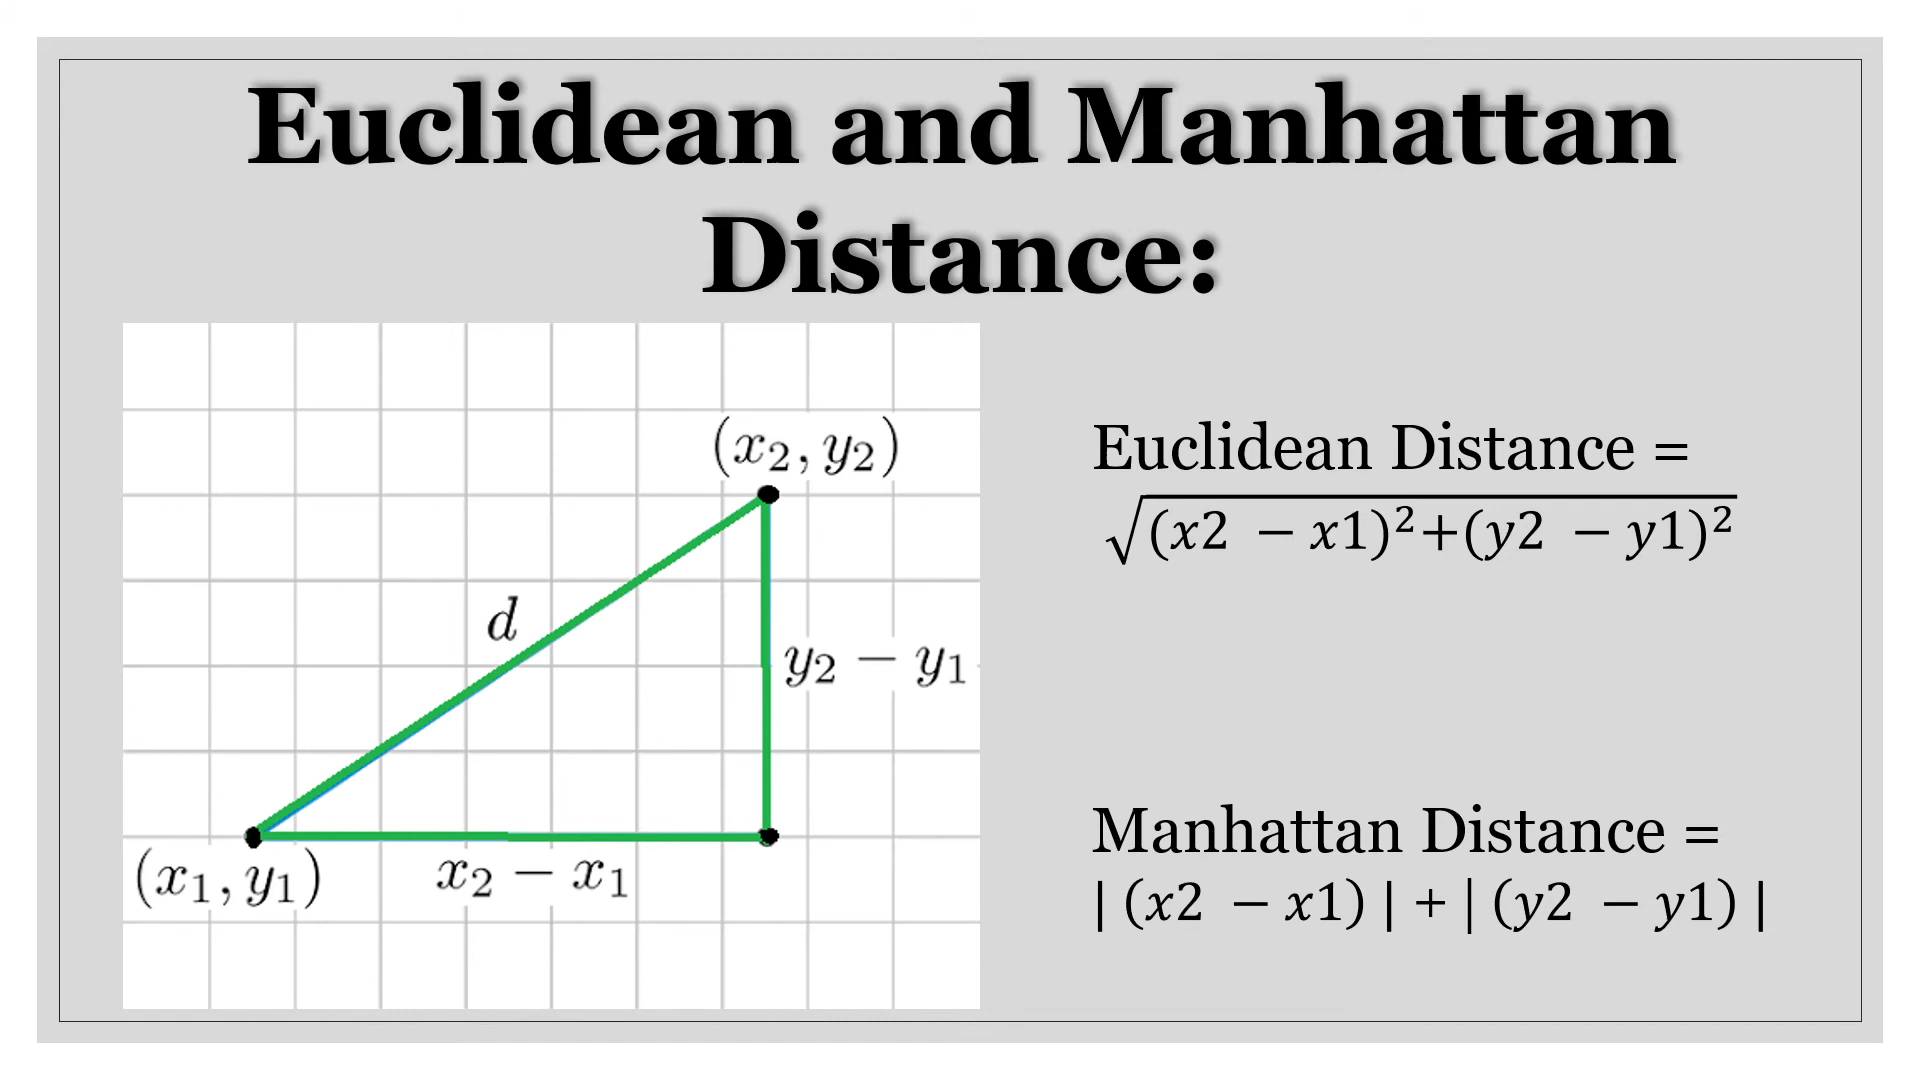 Euclidean and Manhattan
Distance:
(x₂, y₂)
d
y₂ − y₁
(x₁, y₁)
x₂ − x₁
Euclidean Distance =
√(x2 − x1)²+(y2 − y1)²
Manhattan Distance =
| (x2 − x1) | + | (y2 − y1) |